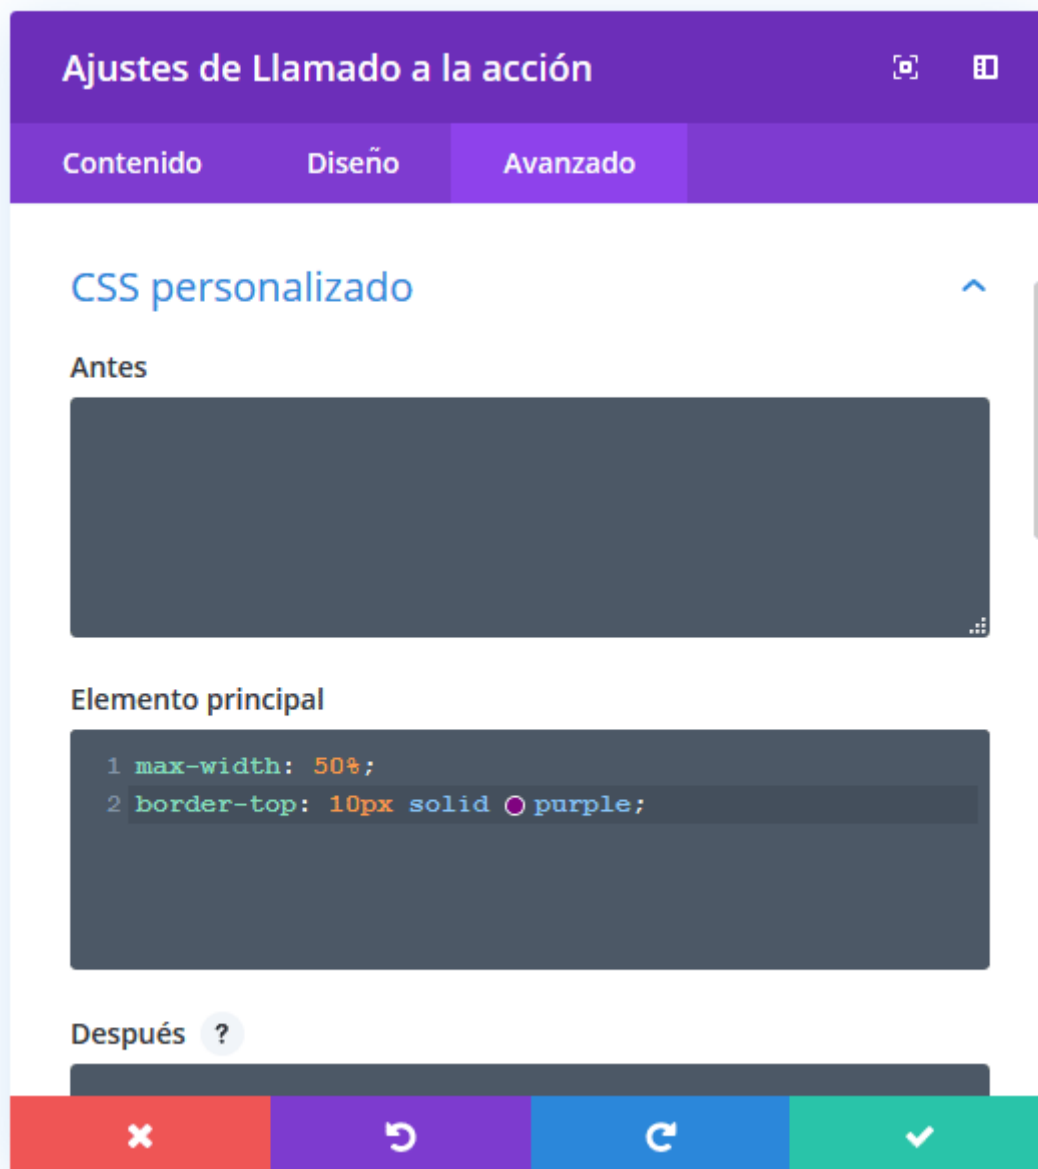 Ajustes de Llamado a la acción
Contenido Diseño Avanzado
CSS personalizado
Antes
Elemento principal
1 max-width: 50%;
2 border-top: 10px solid purple;
Después ?